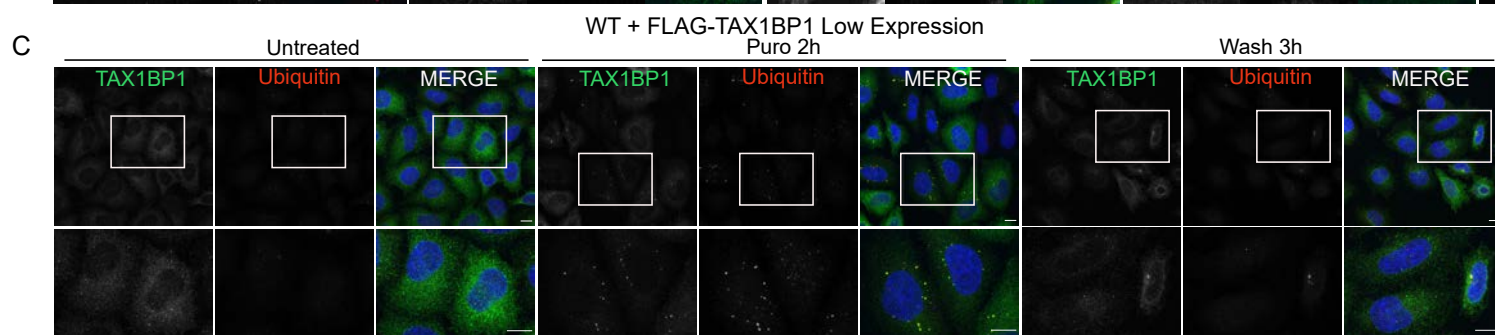 WT + FLAG-TAX1BP1 Low Expression
C
Untreated Puro 2h Wash 3h
TAX1BP1 Ubiquitin MERGE TAX1BP1 Ubiquitin MERGE TAX1BP1 Ubiquitin MERGE